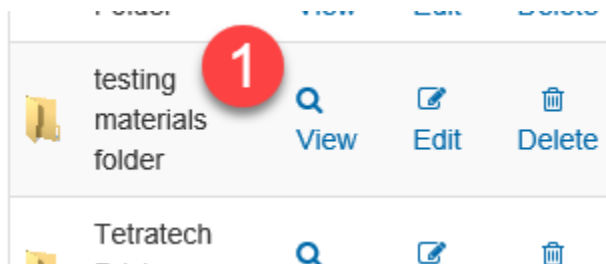 testing
materials
folder
1
View
Edit
Delete
Tetratech